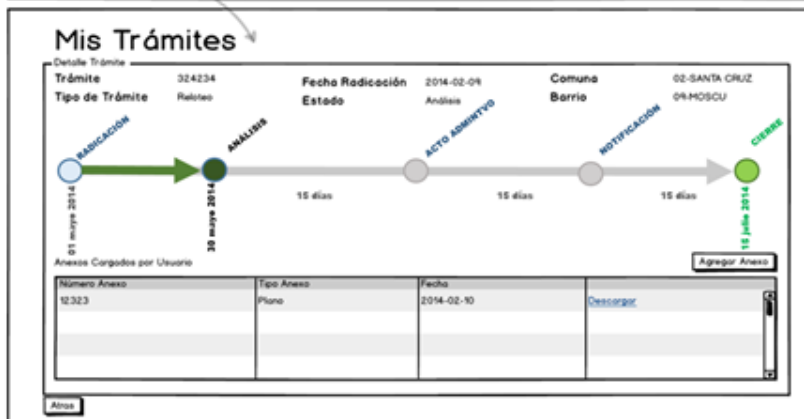 Mis Trámites
Detalle Trámite
Trámite 324234 Fecha Radicación 2014-02-09 Comuna 02-SANTA CRUZ
Tipo de Trámite Reloteo Estado Análisis Barrio 09-MOSCU
RADICACIÓN ANÁLISIS ACTO ADMINTVO NOTIFICACIÓN CIERRE
15 días 15 días 15 días
01 mayo 2014 30 mayo 2014 15 julio 2014
Anexos Cargados por Usuario Agregar Anexo
Número Anexo Tipo Anexo Fecha
12323 Plano 2014-02-10 Descargar
Atras